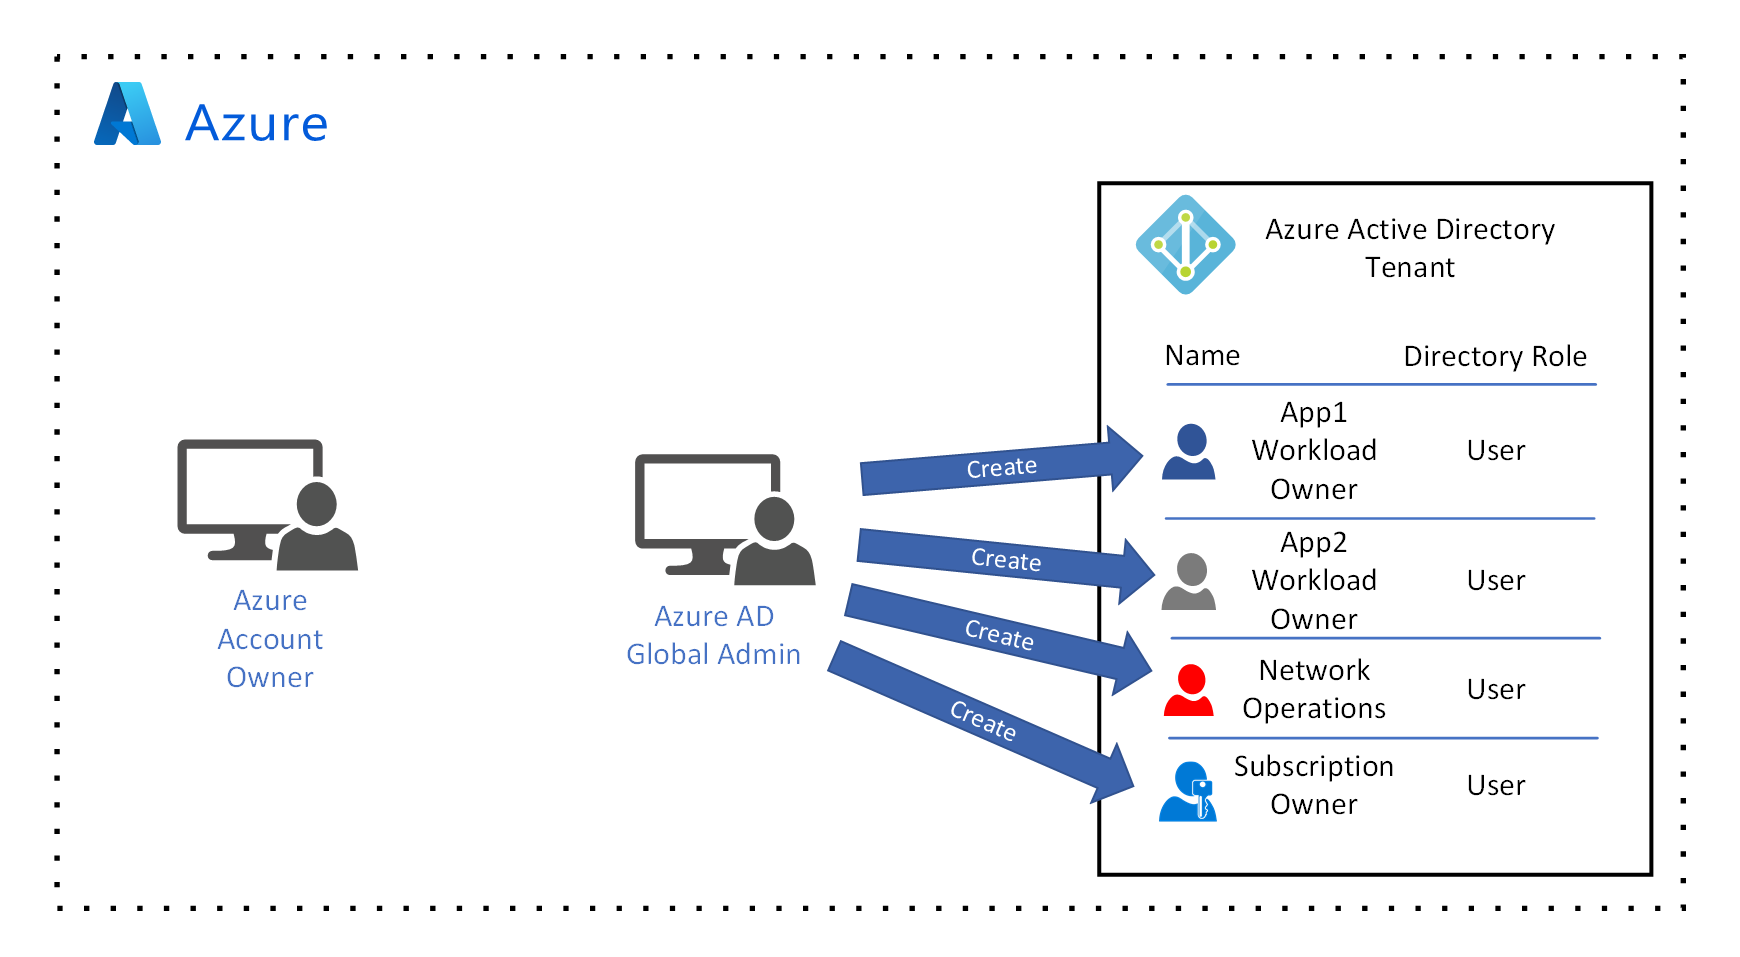 Azure
Azure Active Directory
Tenant
Name
Directory Role
App1
Workload
Owner
User
App2
Workload
Owner
User
Network
Operations
User
Subscription
Owner
User
Create
Create
Create
Create
Azure
Account
Owner
Azure AD
Global Admin